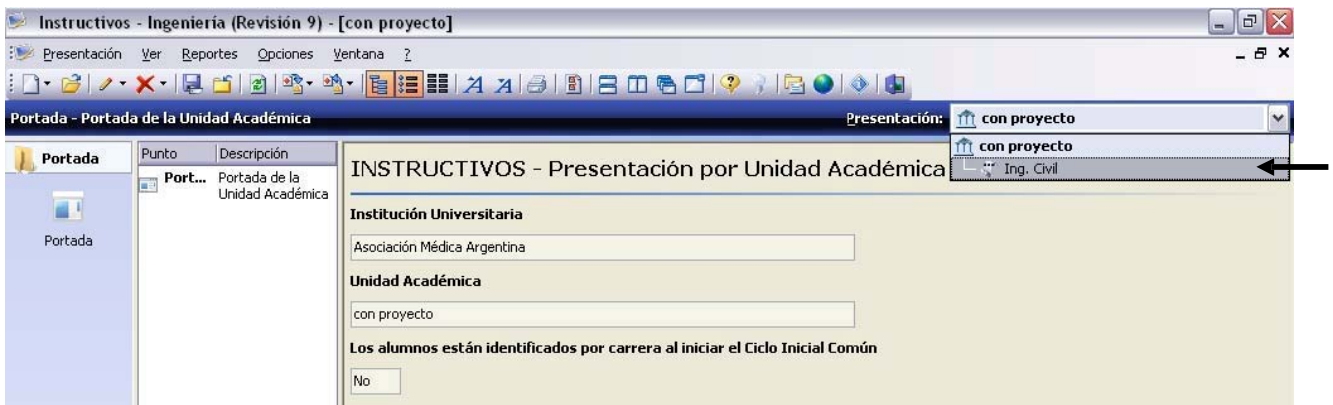 Instructivos - Ingeniería (Revisión 9) - [con proyecto]
Presentación Ver Reportes Opciones Ventana ?
Portada - Portada de la Unidad Académica
Presentación: con proyecto
con proyecto
Ing. Civil
Portada
Portada
Punto Descripción
Port... Portada de la
Unidad Académica
INSTRUCTIVOS - Presentación por Unidad Académica
Institución Universitaria
Asociación Médica Argentina
Unidad Académica
con proyecto
Los alumnos están identificados por carrera al iniciar el Ciclo Inicial Común
No